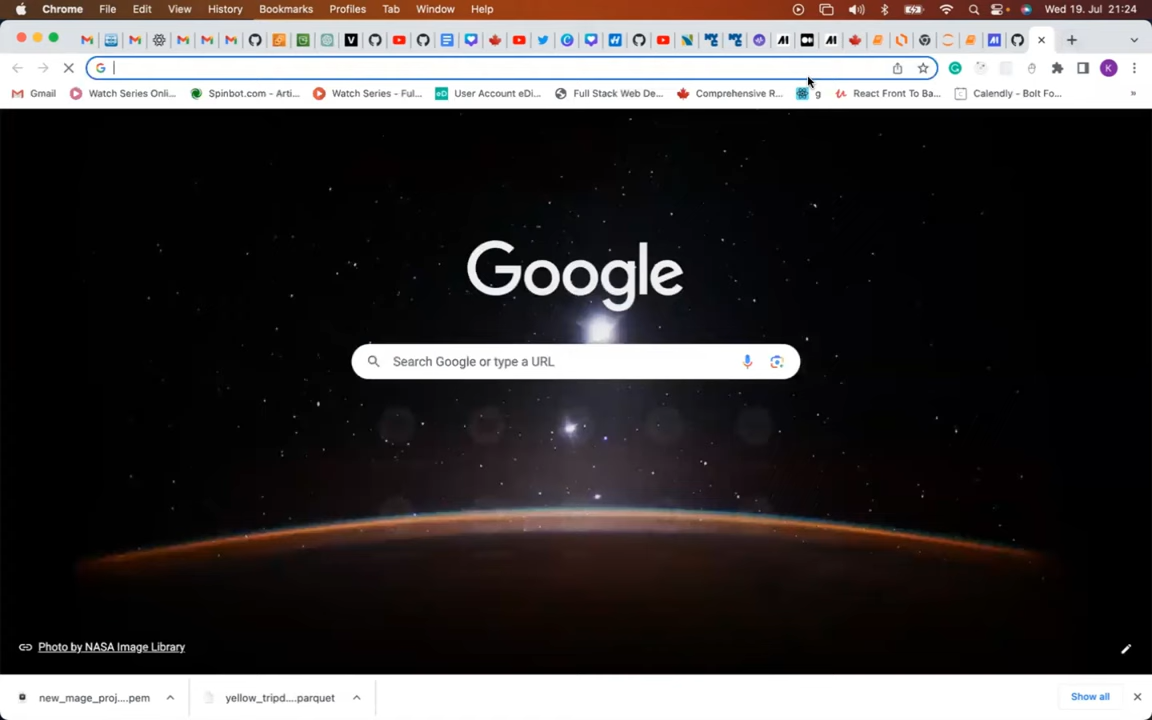 Chrome File Edit View History Bookmarks Profiles Tab Window Help Wed 19. Jul 21:24
Gmail Watch Series Onli... Spinbot.com - Arti... Watch Series - Ful... User Account eDi... Full Stack Web De... Comprehensive R... g React Front To Ba... Calendly - Bolt Fo... »
Google
Search Google or type a URL
Photo by NASA Image Library
new_mage_proj....pem yellow_tripd....parquet Show all